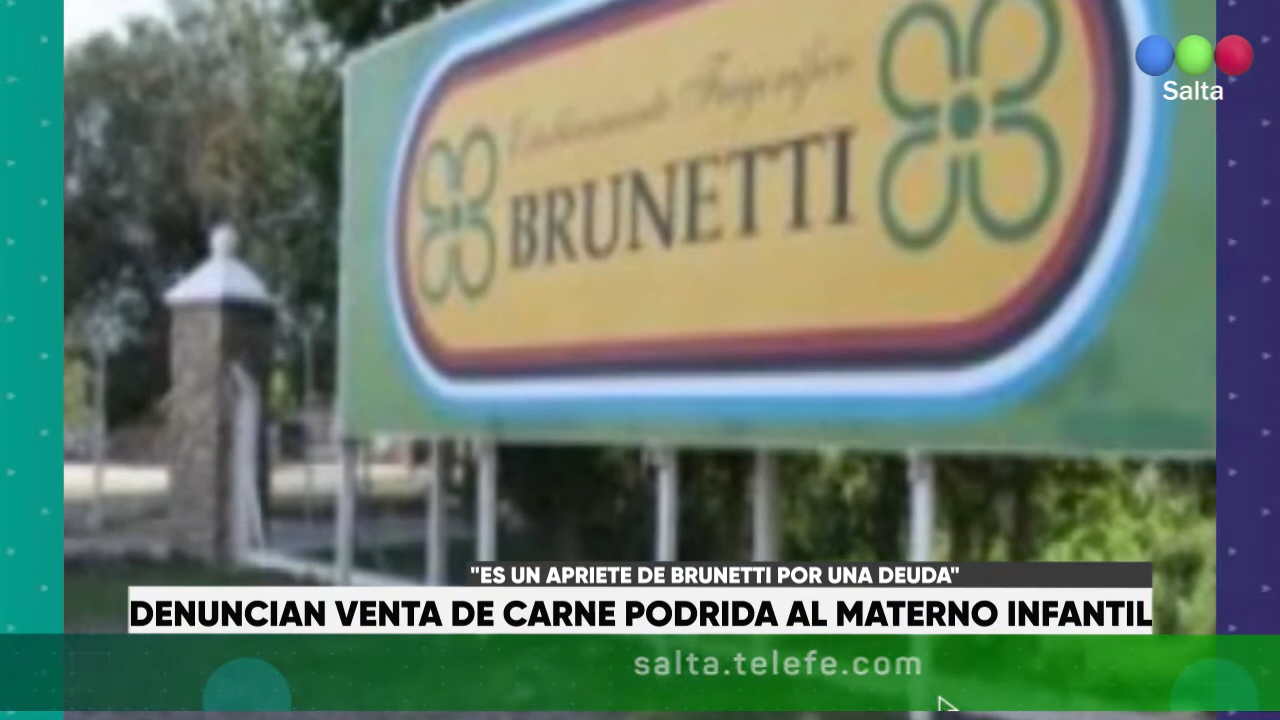 Salta
BRUNETTI
"ES UN APRIETE DE BRUNETTI POR UNA DEUDA"
DENUNCIAN VENTA DE CARNE PODRIDA AL MATERNO INFANTIL
salta.telefe.com